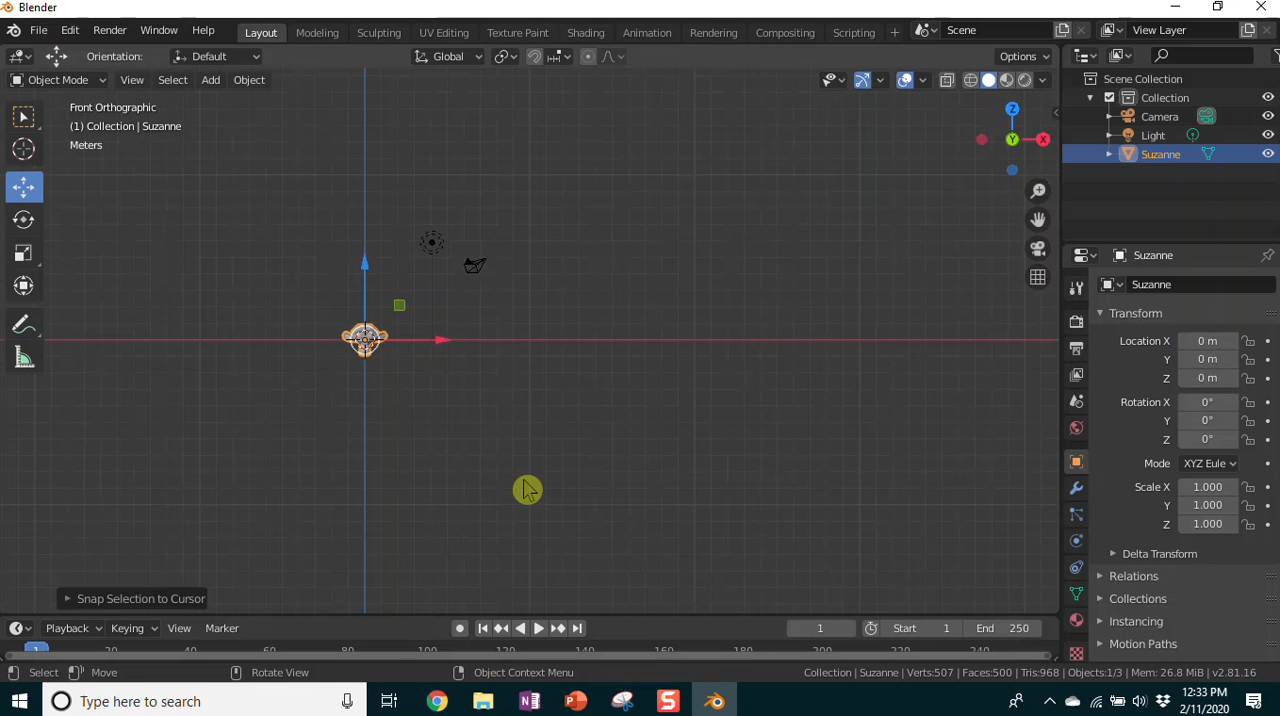 Blender
File Edit Render Window Help Layout Modeling Sculpting UV Editing Texture Paint Shading Animation Rendering Compositing Scripting + Scene View Layer
Orientation: Default Global Options
Object Mode View Select Add Object
Front Orthographic
(1) Collection | Suzanne
Meters
Z
Y
X
Scene Collection
Collection
Camera
Light
Suzanne
Suzanne
Suzanne
Transform
Location X 0 m
Y 0 m
Z 0 m
Rotation X 0°
Y 0°
Z 0°
Mode XYZ Eule
Scale X 1.000
Y 1.000
Z 1.000
Delta Transform
Relations
Collections
Instancing
Motion Paths
Snap Selection to Cursor
Playback Keying View Marker 1 Start 1 End 250
1 20 80 100 120 140 160 180 200 220 240
Select Move Rotate View Object Context Menu Collection | Suzanne | Verts:507 | Faces:500 | Tris:968 | Objects:1/3 | Mem: 26.8 MiB | v2.81.16
Type here to search
12:33 PM
2/11/2020